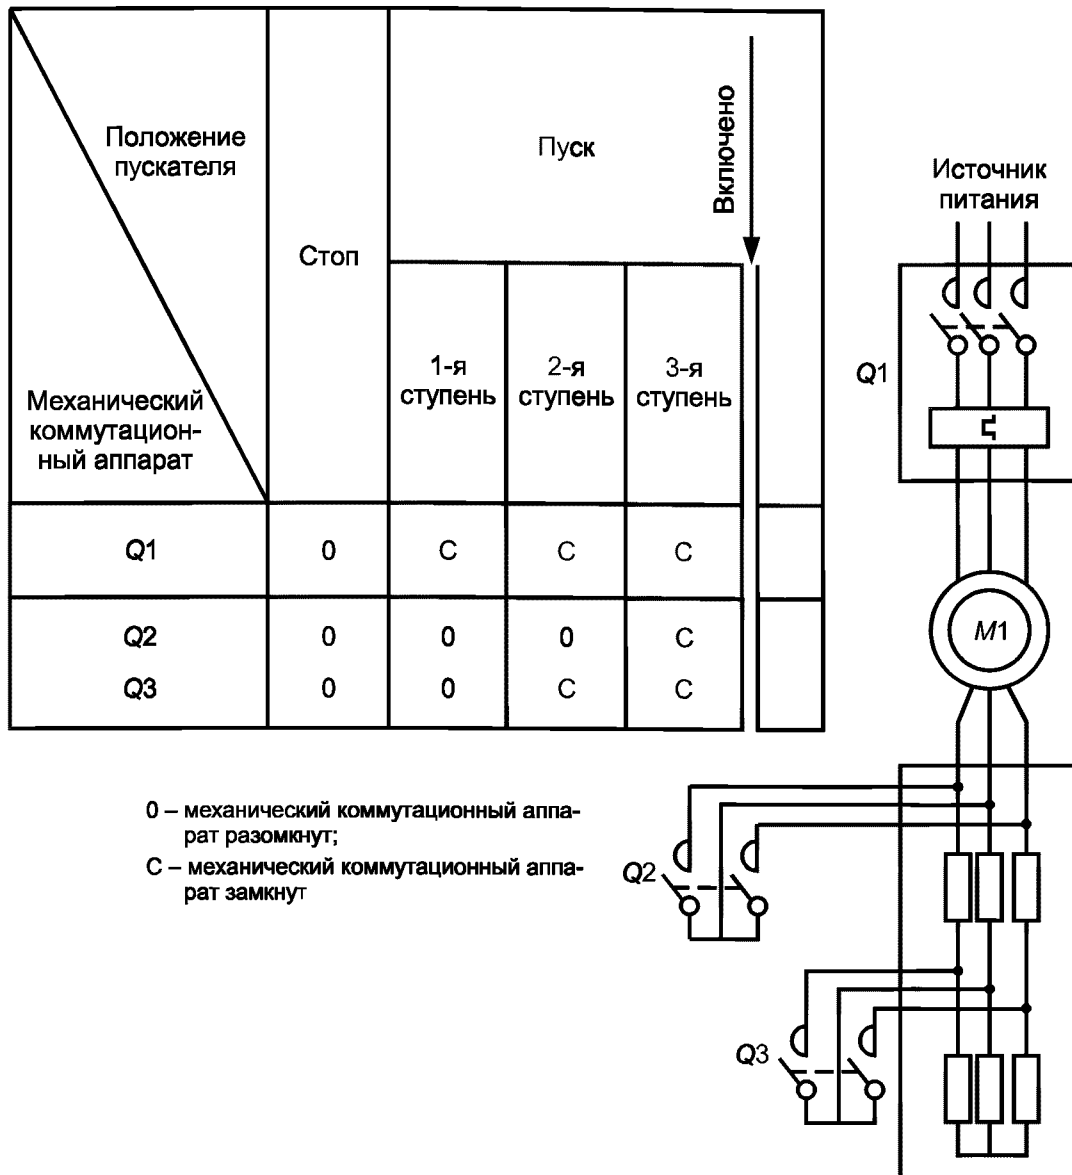 Положение
пускателя
Механический
коммутацион-
ный аппарат
Стоп
Пуск
Включено
1-я
ступень
2-я
ступень
3-я
ступень
Q1 0 С С С
Q2 0 0 0 С
Q3 0 0 С С
0 – механический коммутационный аппа-
рат разомкнут;
С – механический коммутационный аппа-
рат замкнут
Источник
питания
Q1
M1
Q2
Q3